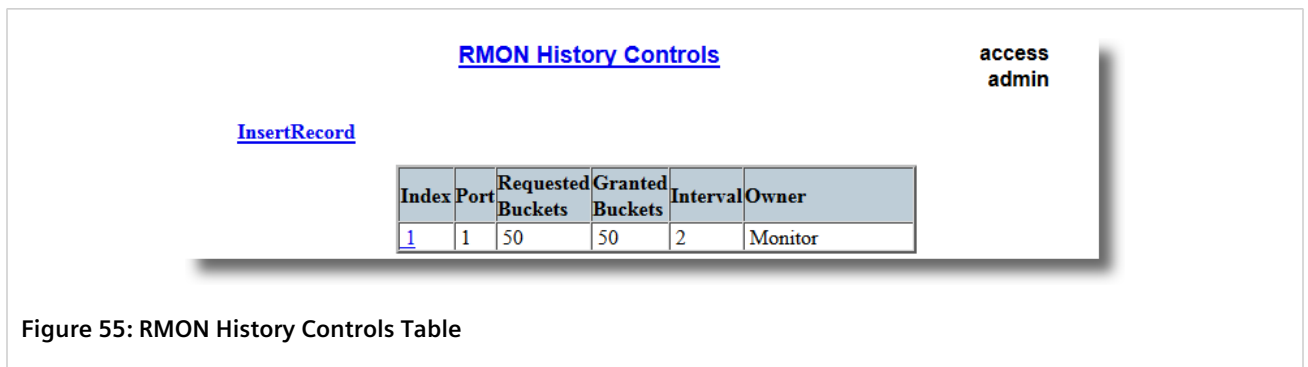 RMON History Controls
access
admin
InsertRecord
Index Port Requested Buckets Granted Buckets Interval Owner
1 1 50 50 2 Monitor
Figure 55: RMON History Controls Table